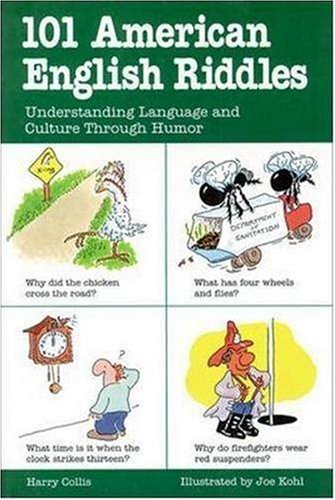 101 American
English Riddles
Understanding Language and
Culture Through Humor
X-ing
Why did the chicken
cross the road?
DEPARTMENT
OF
SANITATION
What has four wheels
and flies?
What time is it when the
clock strikes thirteen?
Why do firefighters wear
red suspenders?
Harry Collis
Illustrated by Joe Kohl